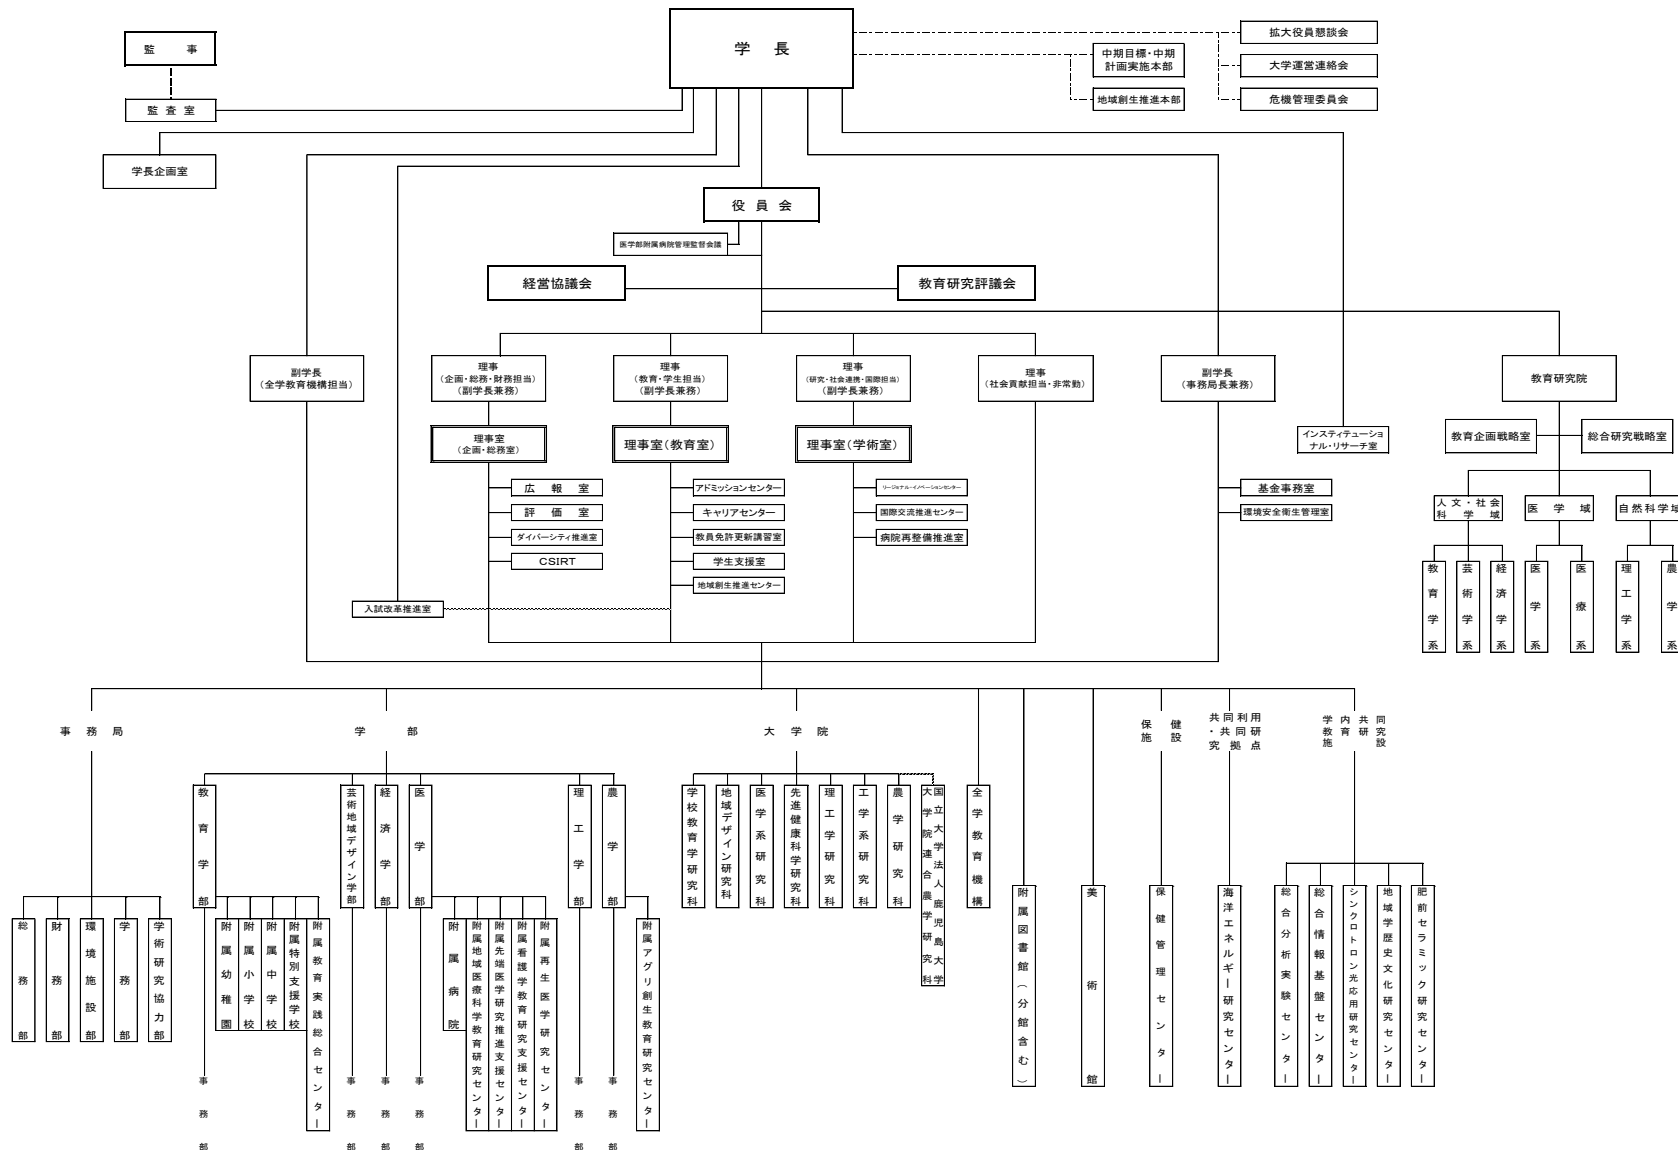 学長
監事
監査室
学長企画室
中期目標・中期
計画実施本部
地域創生推進本部
拡大役員懇談会
大学運営連絡会
危機管理委員会
役員会
医学部附属病院管理監督会議
経営協議会
教育研究評議会
副学長
(全学教育機構担当)
理事
(企画・総務・財務担当)
(副学長兼務)
理事
(教育・学生担当)
(副学長兼務)
理事
(研究・社会連携・国際担当)
(副学長兼務)
理事
(社会貢献担当・非常勤)
副学長
(事務局長兼務)
教育研究院
理事室
(企画・総務室)
理事室(教育室)
理事室(学術室)
インスティテューショ
ナル・リサーチ室
教育企画戦略室
総合研究戦略室
広報室
評価室
ダイバーシティ推進室
CSIRT
アドミッションセンター
キャリアセンター
教員免許更新講習室
学生支援室
地域創生推進センター
リージョナル・イノベーションセンター
国際交流推進センター
病院再整備推進室
基金事務室
環境安全衛生管理室
入試改革推進室
人文・社会
科学域
医学域
自然科学域
教育学系
芸術学系
経済学系
医学系
医療系
理工学系
農学系
事務局
学部
大学院
保健
施設
共同利用
・共同研
究拠点
学内共同
教育研究
施設
総務部
財務部
環境施設部
学務部
学術研究協力部
教育学部
附属幼稚園
附属小学校
附属中学校
附属特別支援学校
附属教育実践総合センター
事務部
芸術地域デザイン学部
事務部
経済学部
事務部
医学部
附属病院
附属地域医療科学教育研究センター
附属先端医学研究推進支援センター
附属看護学教育研究支援センター
附属再生医学研究センター
事務部
理工学部
事務部
農学部
附属アグリ創生教育研究センター
事務部
学校教育学研究科
地域デザイン研究科
医学系研究科
先進健康科学研究科
理工学研究科
工学系研究科
農学研究科
国立大学法人鹿児島大学
大学院連合農学研究科
全学教育機構
附属図書館(分館含む)
美術館
保健管理センター
海洋エネルギー研究センター
総合分析実験センター
総合情報基盤センター
シンクロトロン光応用研究センター
地域学歴史文化研究センター
肥前セラミック研究センター